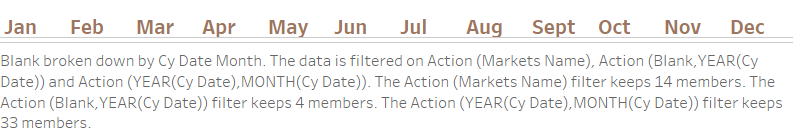 Jan Feb Mar Apr May Jun Jul Aug Sept Oct Nov Dec
Blank broken down by Cy Date Month. The data is filtered on Action (Markets Name), Action (Blank,YEAR(Cy
Date)) and Action (YEAR(Cy Date),MONTH(Cy Date)). The Action (Markets Name) filter keeps 14 members. The
Action (Blank,YEAR(Cy Date)) filter keeps 4 members. The Action (YEAR(Cy Date),MONTH(Cy Date)) filter keeps
33 members.